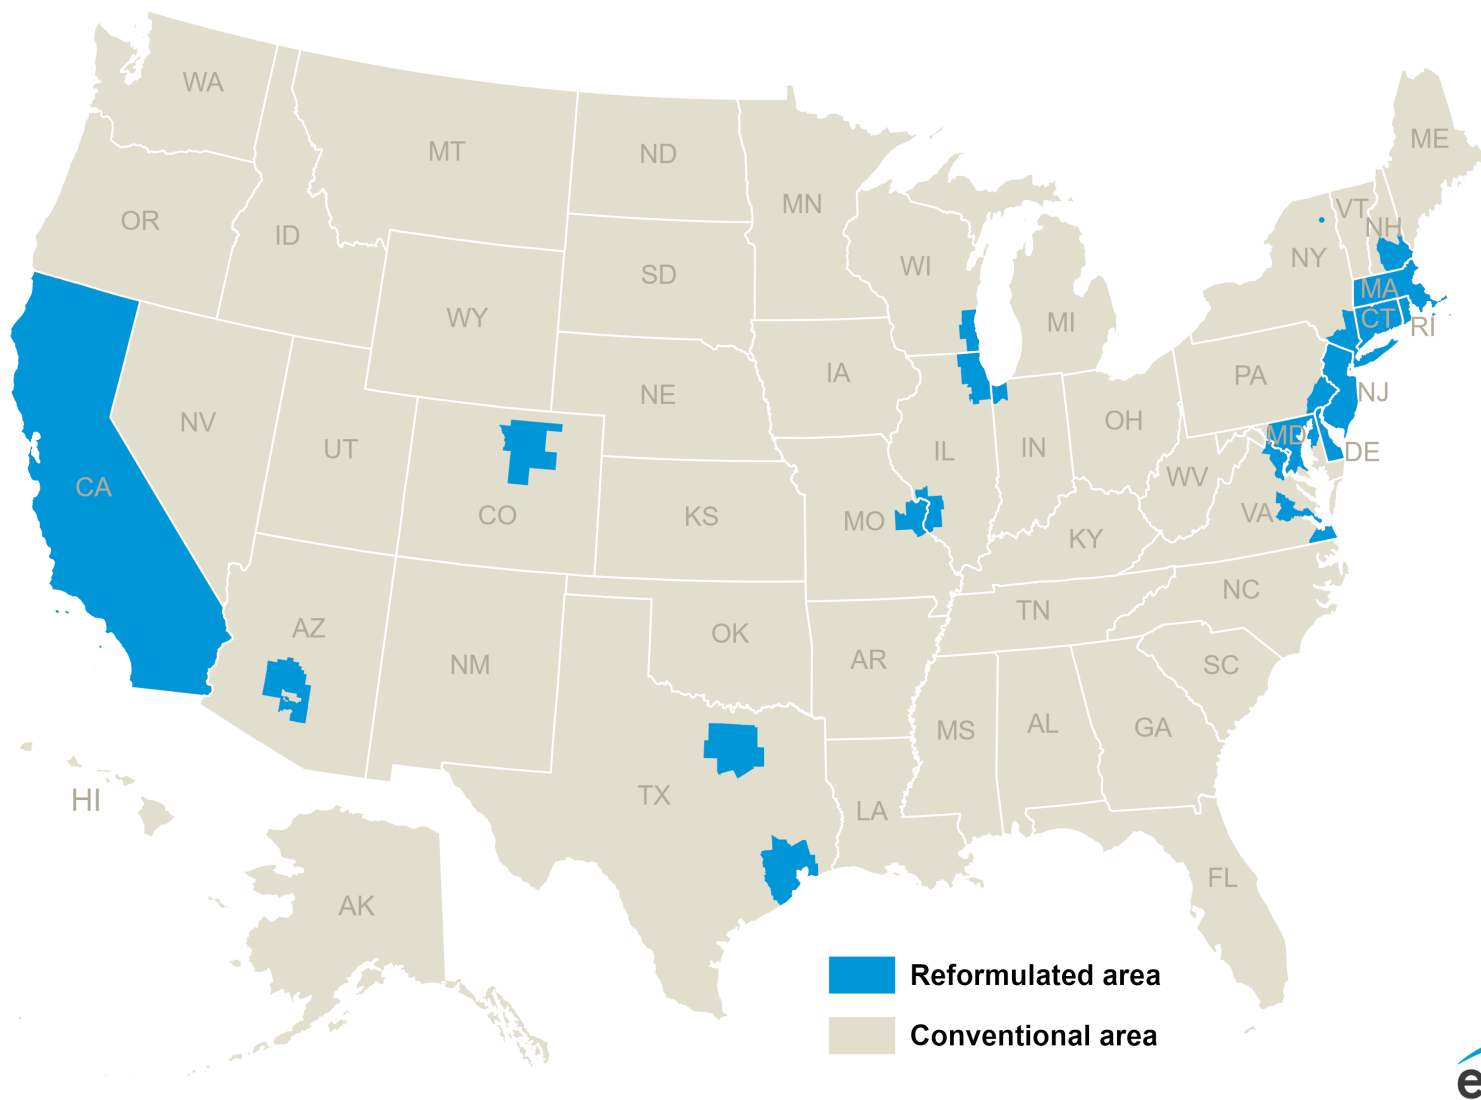 WA
MT
ND
MN
ME
OR
ID
SD
WI
MI
NY
VT
NH
MA
CT
RI
WY
NE
IA
PA
NJ
NV
UT
CO
KS
MO
IL
IN
OH
MD
DE
WV
VA
KY
CA
AZ
NM
OK
AR
TN
NC
SC
MS
AL
GA
TX
LA
FL
HI
AK
Reformulated area
Conventional area
e